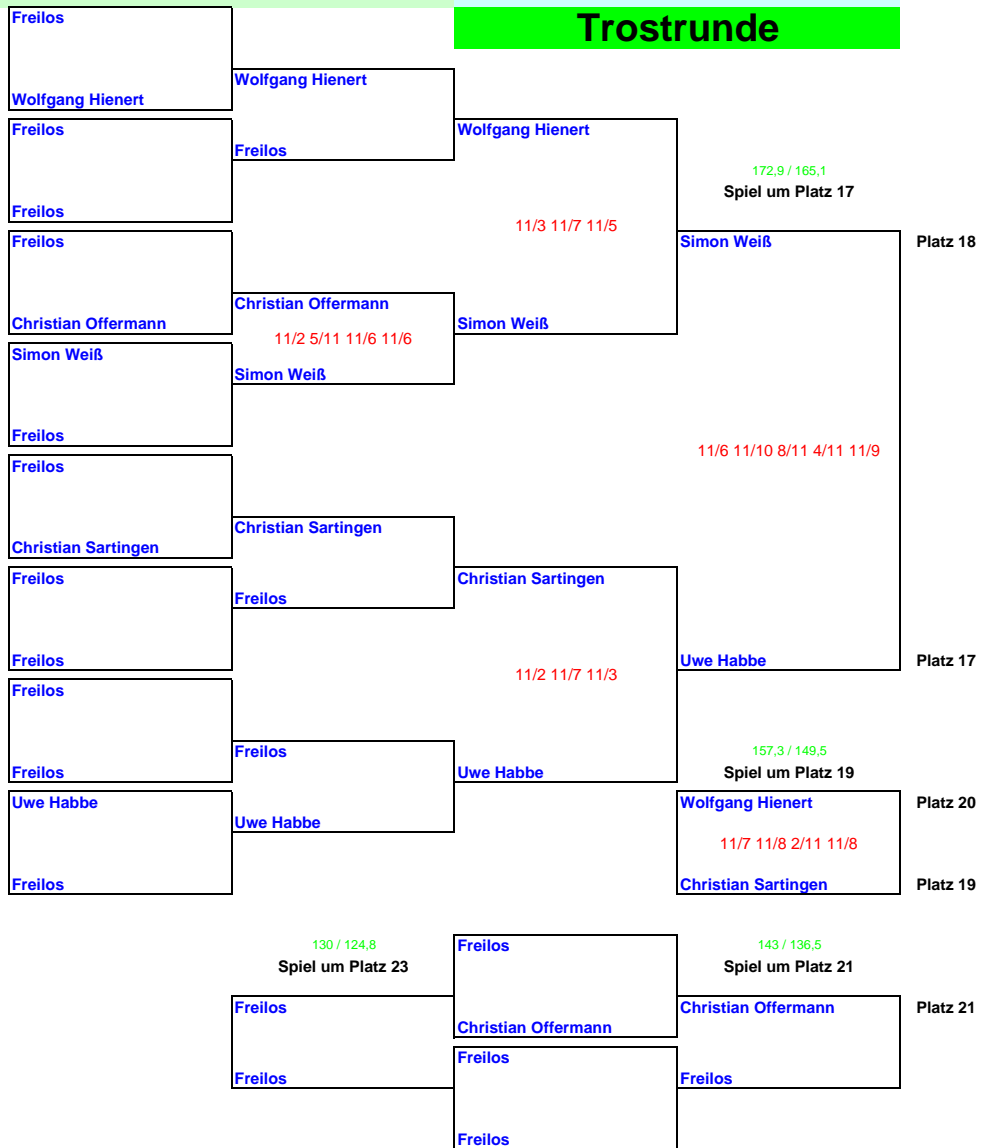 Freilos
Trostrunde
Wolfgang Hienert
Wolfgang Hienert
Freilos
Wolfgang Hienert
Freilos
172,9 / 165,1
Spiel um Platz 17
Freilos
11/3 11/7 11/5
Freilos
Simon Weiß
Platz 18
Christian Offermann
Christian Offermann
Simon Weiß
11/2 5/11 11/6 11/6
Simon Weiß
Simon Weiß
Freilos
11/6 11/10 8/11 4/11 11/9
Freilos
Christian Sartingen
Christian Sartingen
Freilos
Christian Sartingen
Freilos
Freilos
Uwe Habbe
Platz 17
11/2 11/7 11/3
Freilos
Freilos
157,3 / 149,5
Freilos
Uwe Habbe
Spiel um Platz 19
Uwe Habbe
Wolfgang Hienert
Platz 20
Uwe Habbe
11/7 11/8 2/11 11/8
Freilos
Christian Sartingen
Platz 19
130 / 124,8
Freilos
143 / 136,5
Spiel um Platz 23
Spiel um Platz 21
Freilos
Christian Offermann
Platz 21
Christian Offermann
Freilos
Freilos
Freilos
Freilos